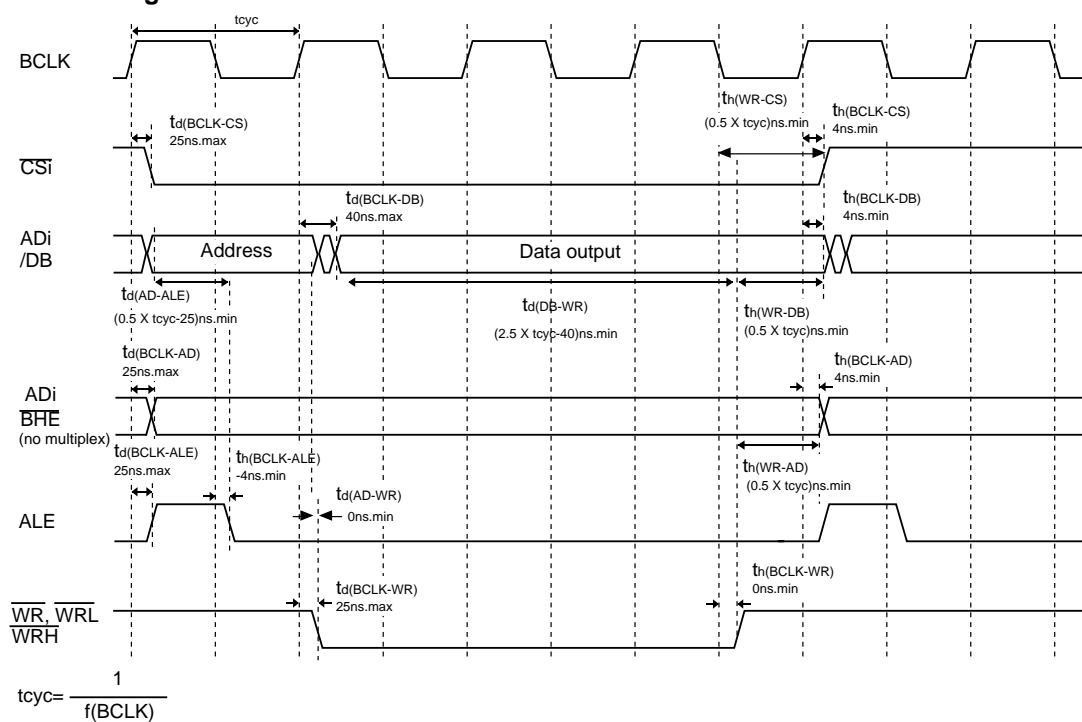 tcyc
BCLK
td(BCLK-CS)
25ns.max
th(WR-CS)
(0.5 X tcyc)ns.min
th(BCLK-CS)
4ns.min
CSi
td(BCLK-DB)
40ns.max
th(BCLK-DB)
4ns.min
ADi
/DB
Address
Data output
td(AD-ALE)
(0.5 X tcyc-25)ns.min
td(DB-WR)
(2.5 X tcyc-40)ns.min
th(WR-DB)
(0.5 X tcyc)ns.min
td(BCLK-AD)
25ns.max
th(BCLK-AD)
4ns.min
ADi
BHE
(no multiplex)
td(BCLK-ALE)
25ns.max
th(BCLK-ALE)
-4ns.min
th(WR-AD)
(0.5 X tcyc)ns.min
td(AD-WR)
0ns.min
ALE
td(BCLK-WR)
25ns.max
th(BCLK-WR)
0ns.min
WR, WRL
WRH
tcyc= 1
f(BCLK)